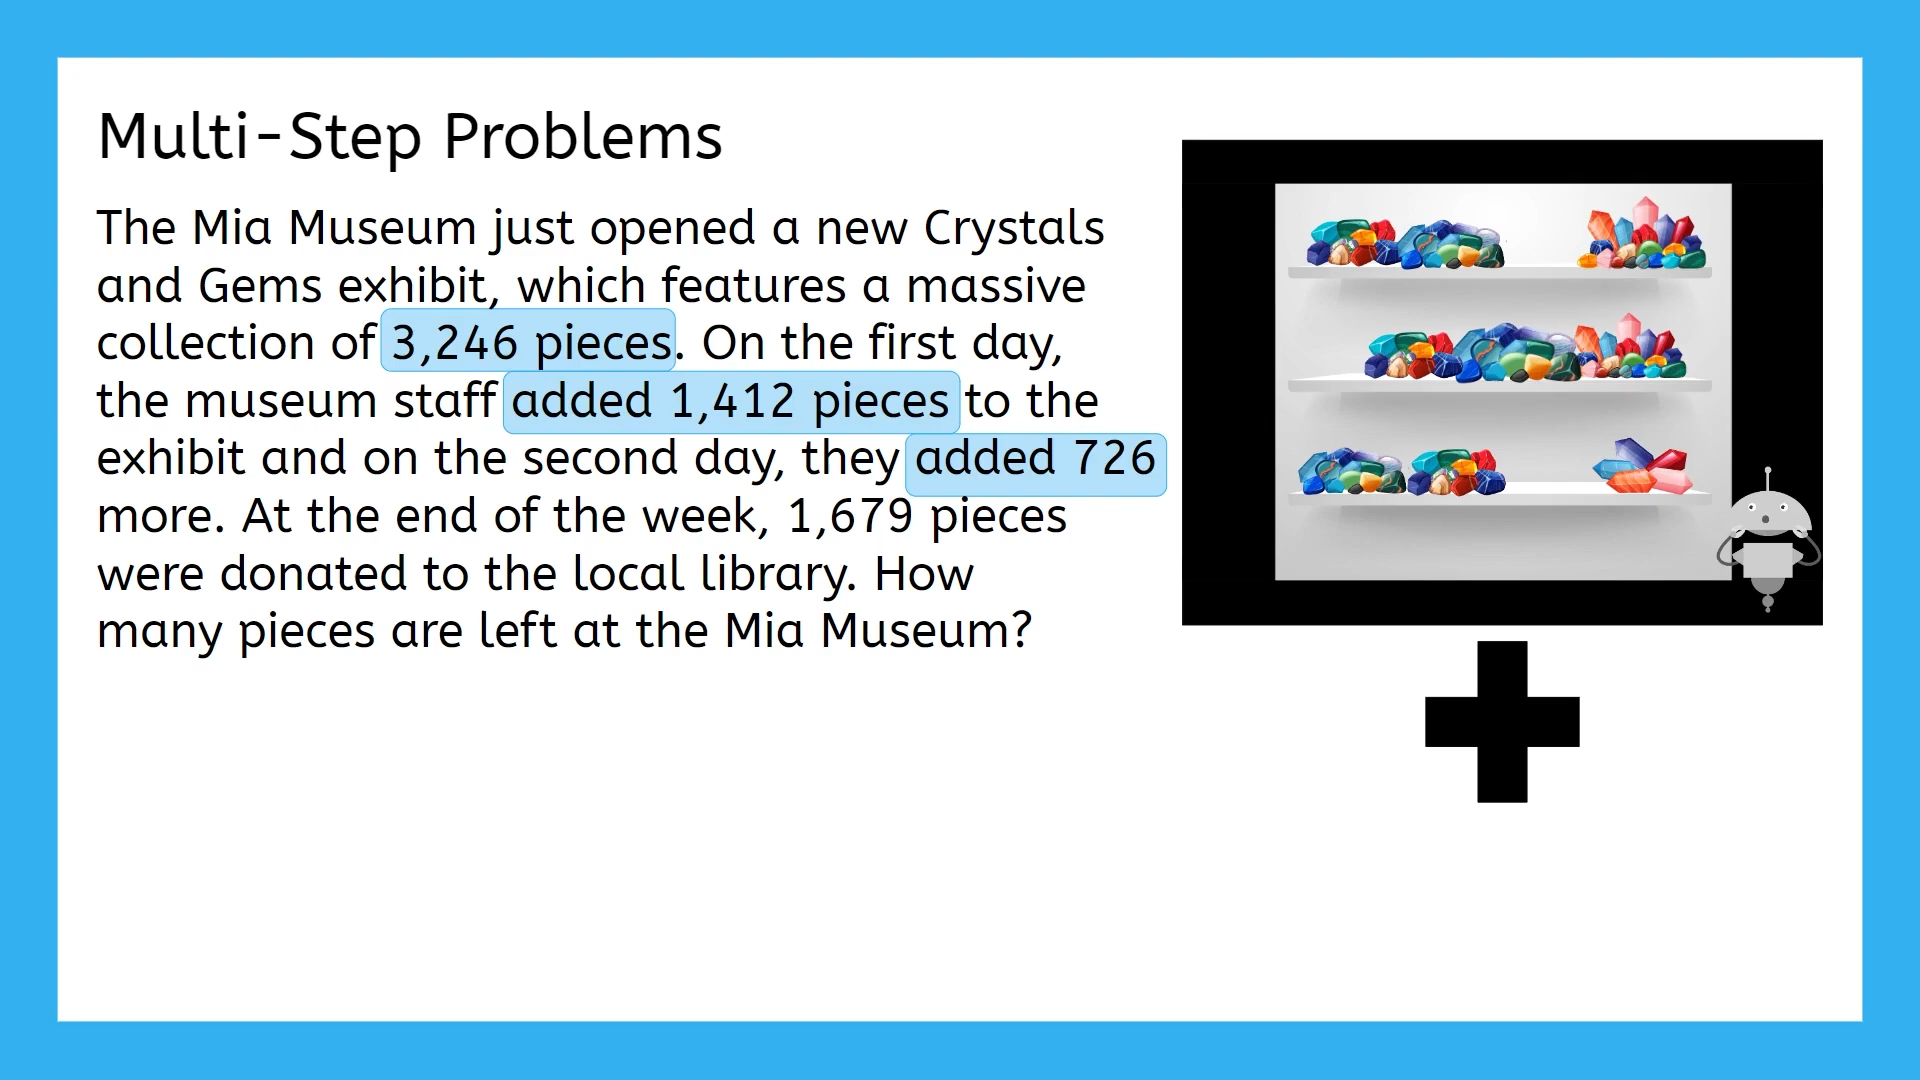 Multi-Step Problems
The Mia Museum just opened a new Crystals
and Gems exhibit, which features a massive
collection of 3,246 pieces. On the first day,
the museum staff added 1,412 pieces to the
exhibit and on the second day, they added 726
more. At the end of the week, 1,679 pieces
were donated to the local library. How
many pieces are left at the Mia Museum?